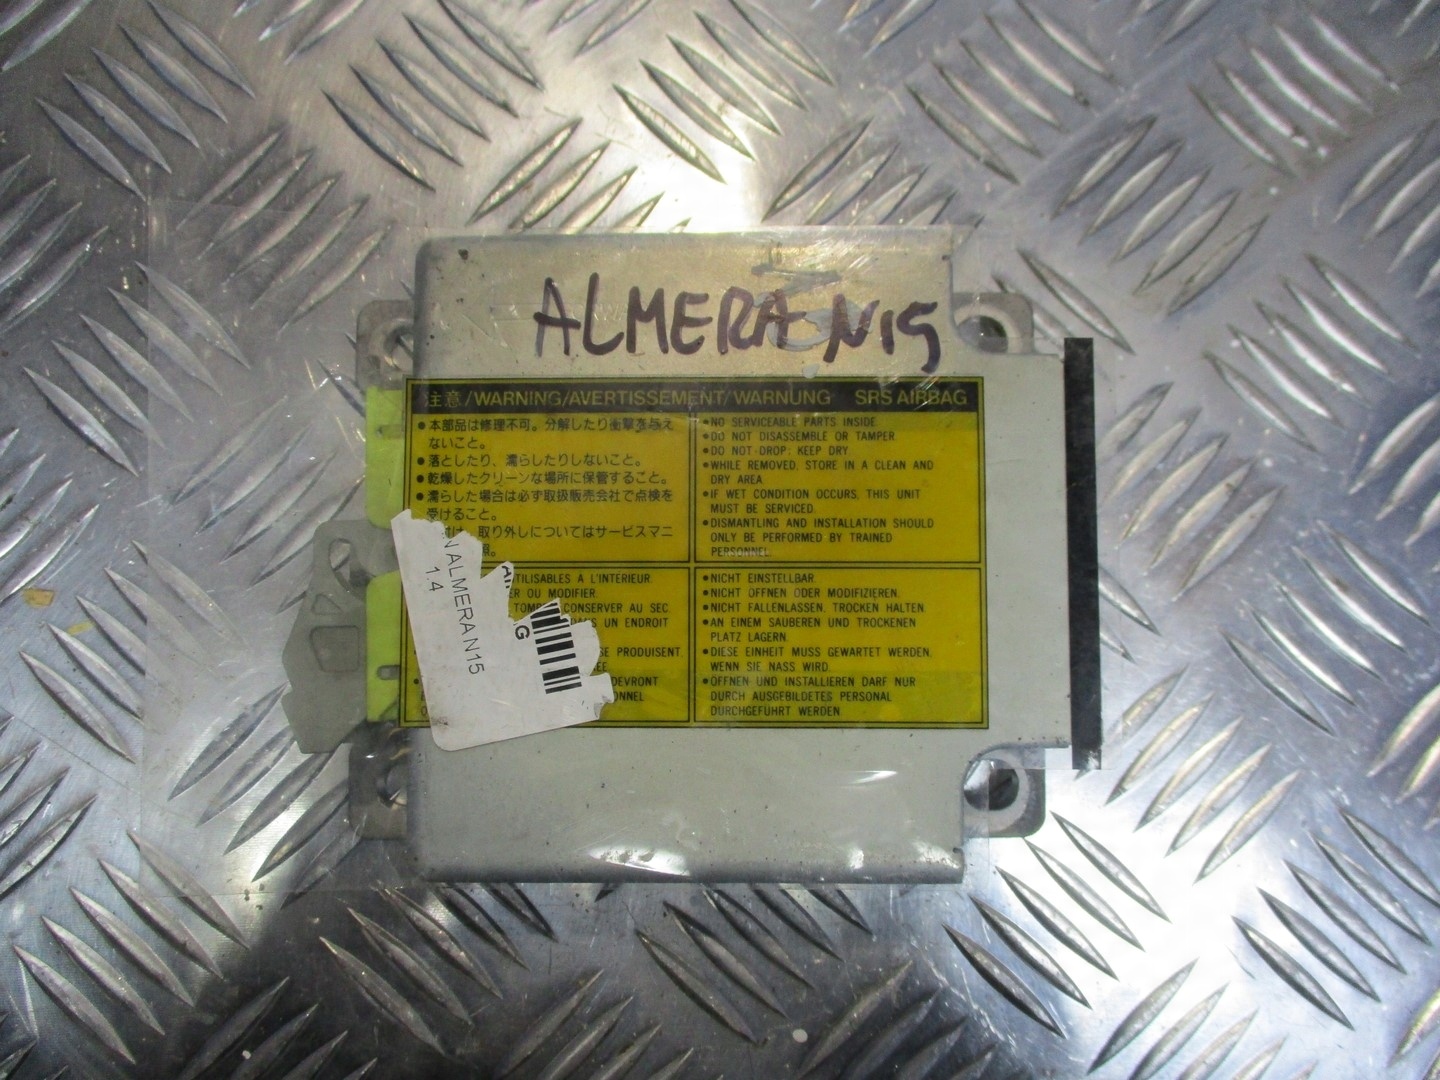 ALMERA N15
注意/WARNING/AVERTISSEMENT/WARNUNG SRS AIRBAG
●本部品は修理不可。分解したり衝撃を与え
ないこと。
●落としたり、濡らしたりしないこと。
●乾燥したクリーンな場所に保管すること。
●濡らした場合は必ず取扱販売会社で点検を
受けること。
付け、取り外しについてはサービスマニ
照。
●NO SERVICEABLE PARTS INSIDE
●DO NOT DISASSEMBLE OR TAMPER
●DO NOT DROP: KEEP DRY
●WHILE REMOVED, STORE IN A CLEAN AND
DRY AREA
●IF WET CONDITION OCCURS, THIS UNIT
MUST BE SERVICED.
●DISMANTLING AND INSTALLATION SHOULD
ONLY BE PERFORMED BY TRAINED
PERSONNEL
UTILISABLES A L'INTERIEUR
ER OU MODIFIER
TOMB CONSERVER AU SEC
DANS UN ENDROIT
SE PRODUISENT
EE
DEVRONT
ONNEL
●NICHT EINSTELLBAR
●NICHT ÖFFNEN ODER MODIFIZIEREN.
●NICHT FALLENLASSEN. TROCKEN HALTEN
●AN EINEM SAUBEREN UND TROCKENEN
PLATZ LAGERN.
●DIESE EINHEIT MUSS GEWARTET WERDEN,
WENN SIE NASS WIRD.
●ÖFFNEN UND INSTALLIEREN DARF NUR
DURCH AUSGEBILDETES PERSONAL
DURCHGEFÜHRT WERDEN
N ALMERA N15
1.4
AI
G